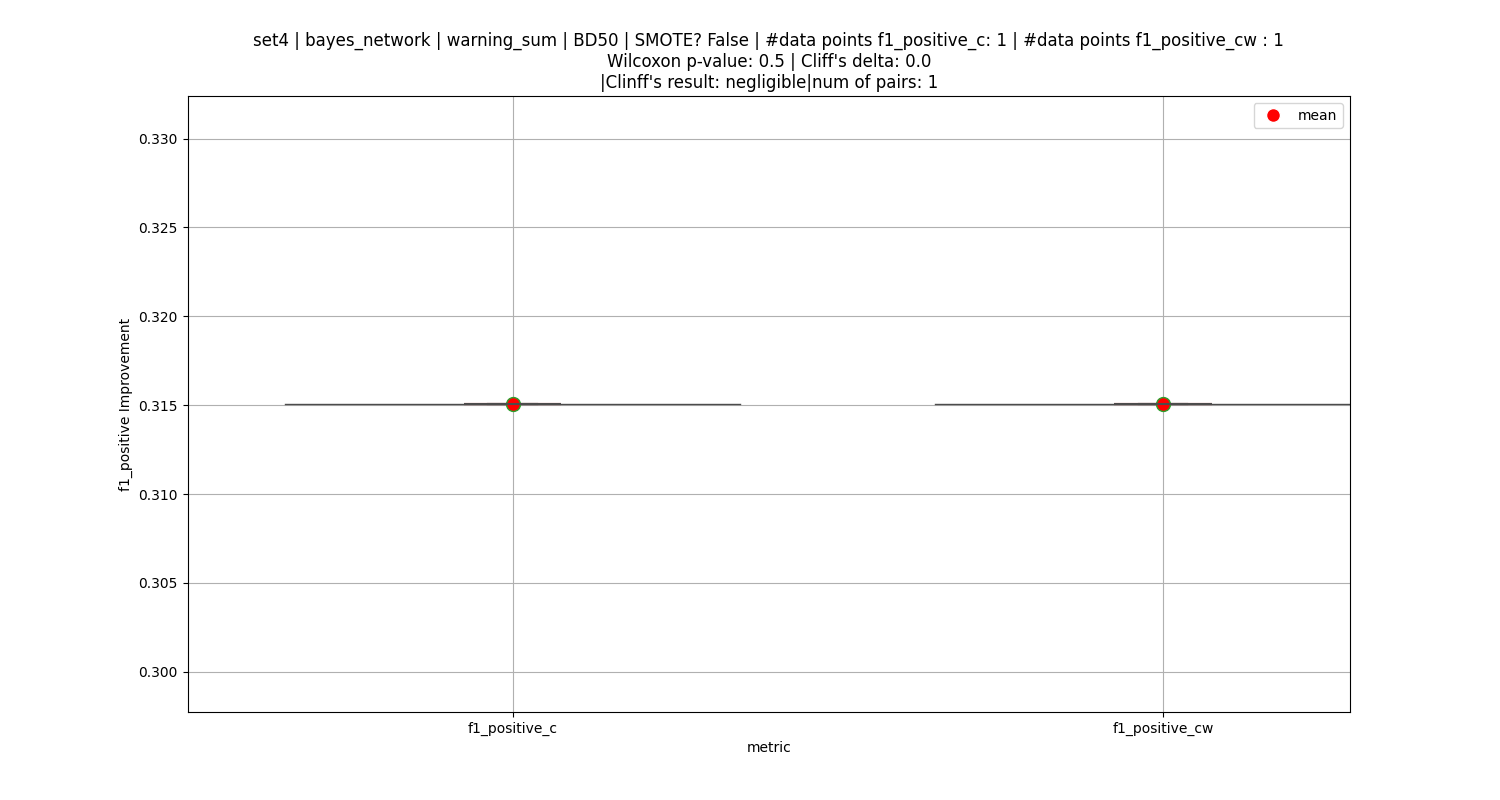 set4 | bayes_network | warning_sum | BD50 | SMOTE? False | #data points f1_positive_c: 1 | #data points f1_positive_cw : 1
Wilcoxon p-value: 0.5 | Cliff's delta: 0.0
|Clinff's result: negligible|num of pairs: 1
mean
0.330
0.325
0.320
0.315
0.310
0.305
0.300
f1_positive Improvement
f1_positive_c
f1_positive_cw
metric